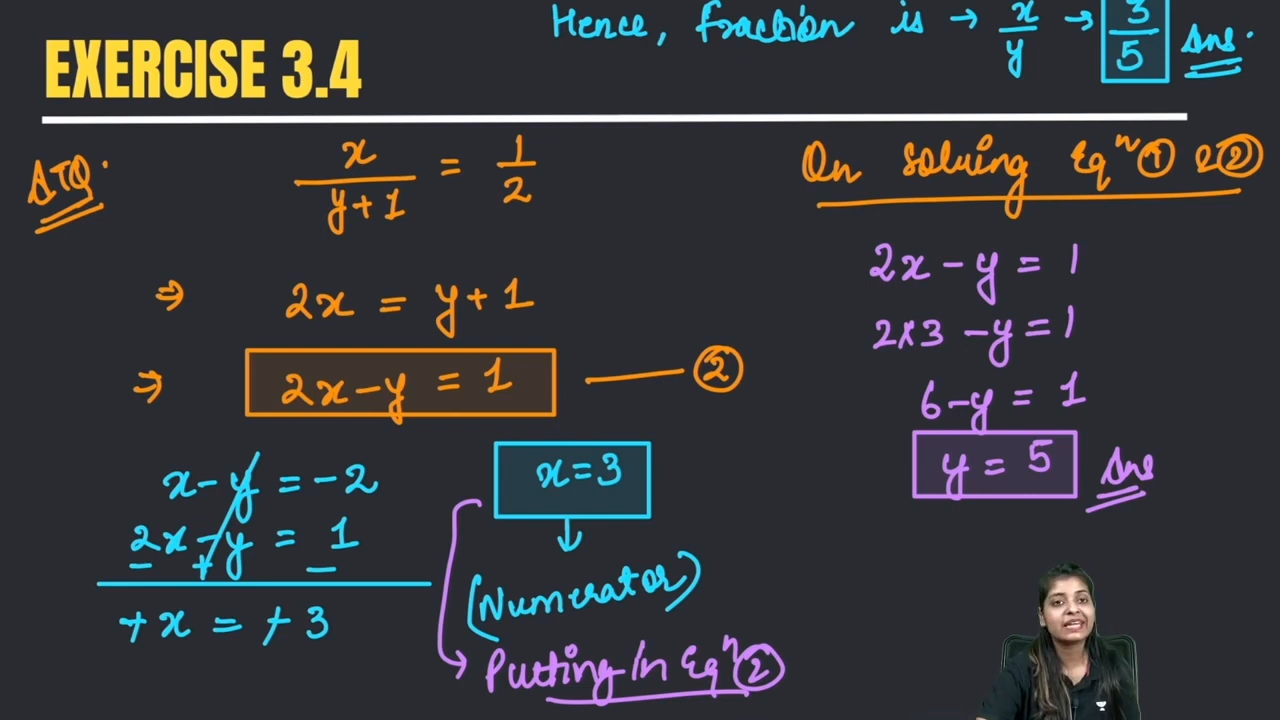 Hence, fraction is → x/y → 3/5 Ans.
EXERCISE 3.4
ATQ.
x/(y+1) = 1/2
⇒ 2x = y+1
⇒ 2x-y = 1 —— ②
x-y = -2
2x-y = 1
- + -
+x = +3
x=3
↓
(Numerator)
→ Putting in Eqⁿ ②
On solving Eqⁿ ① & ②
2x-y = 1
2×3 -y = 1
6-y = 1
y = 5 Ans